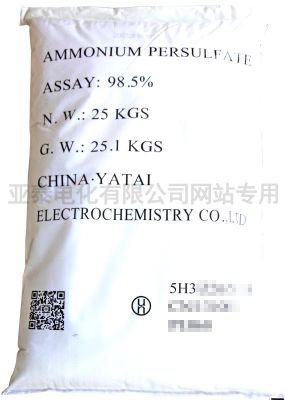 AMMONIUM PERSULFATE
ASSAY: 98.5%
N. W.: 25 KGS
G. W.: 25.1 KGS
CHINA·YATAI
亚泰电化有限公司网站专用
ELECTROCHEMISTRY CO.,LTD
5H3